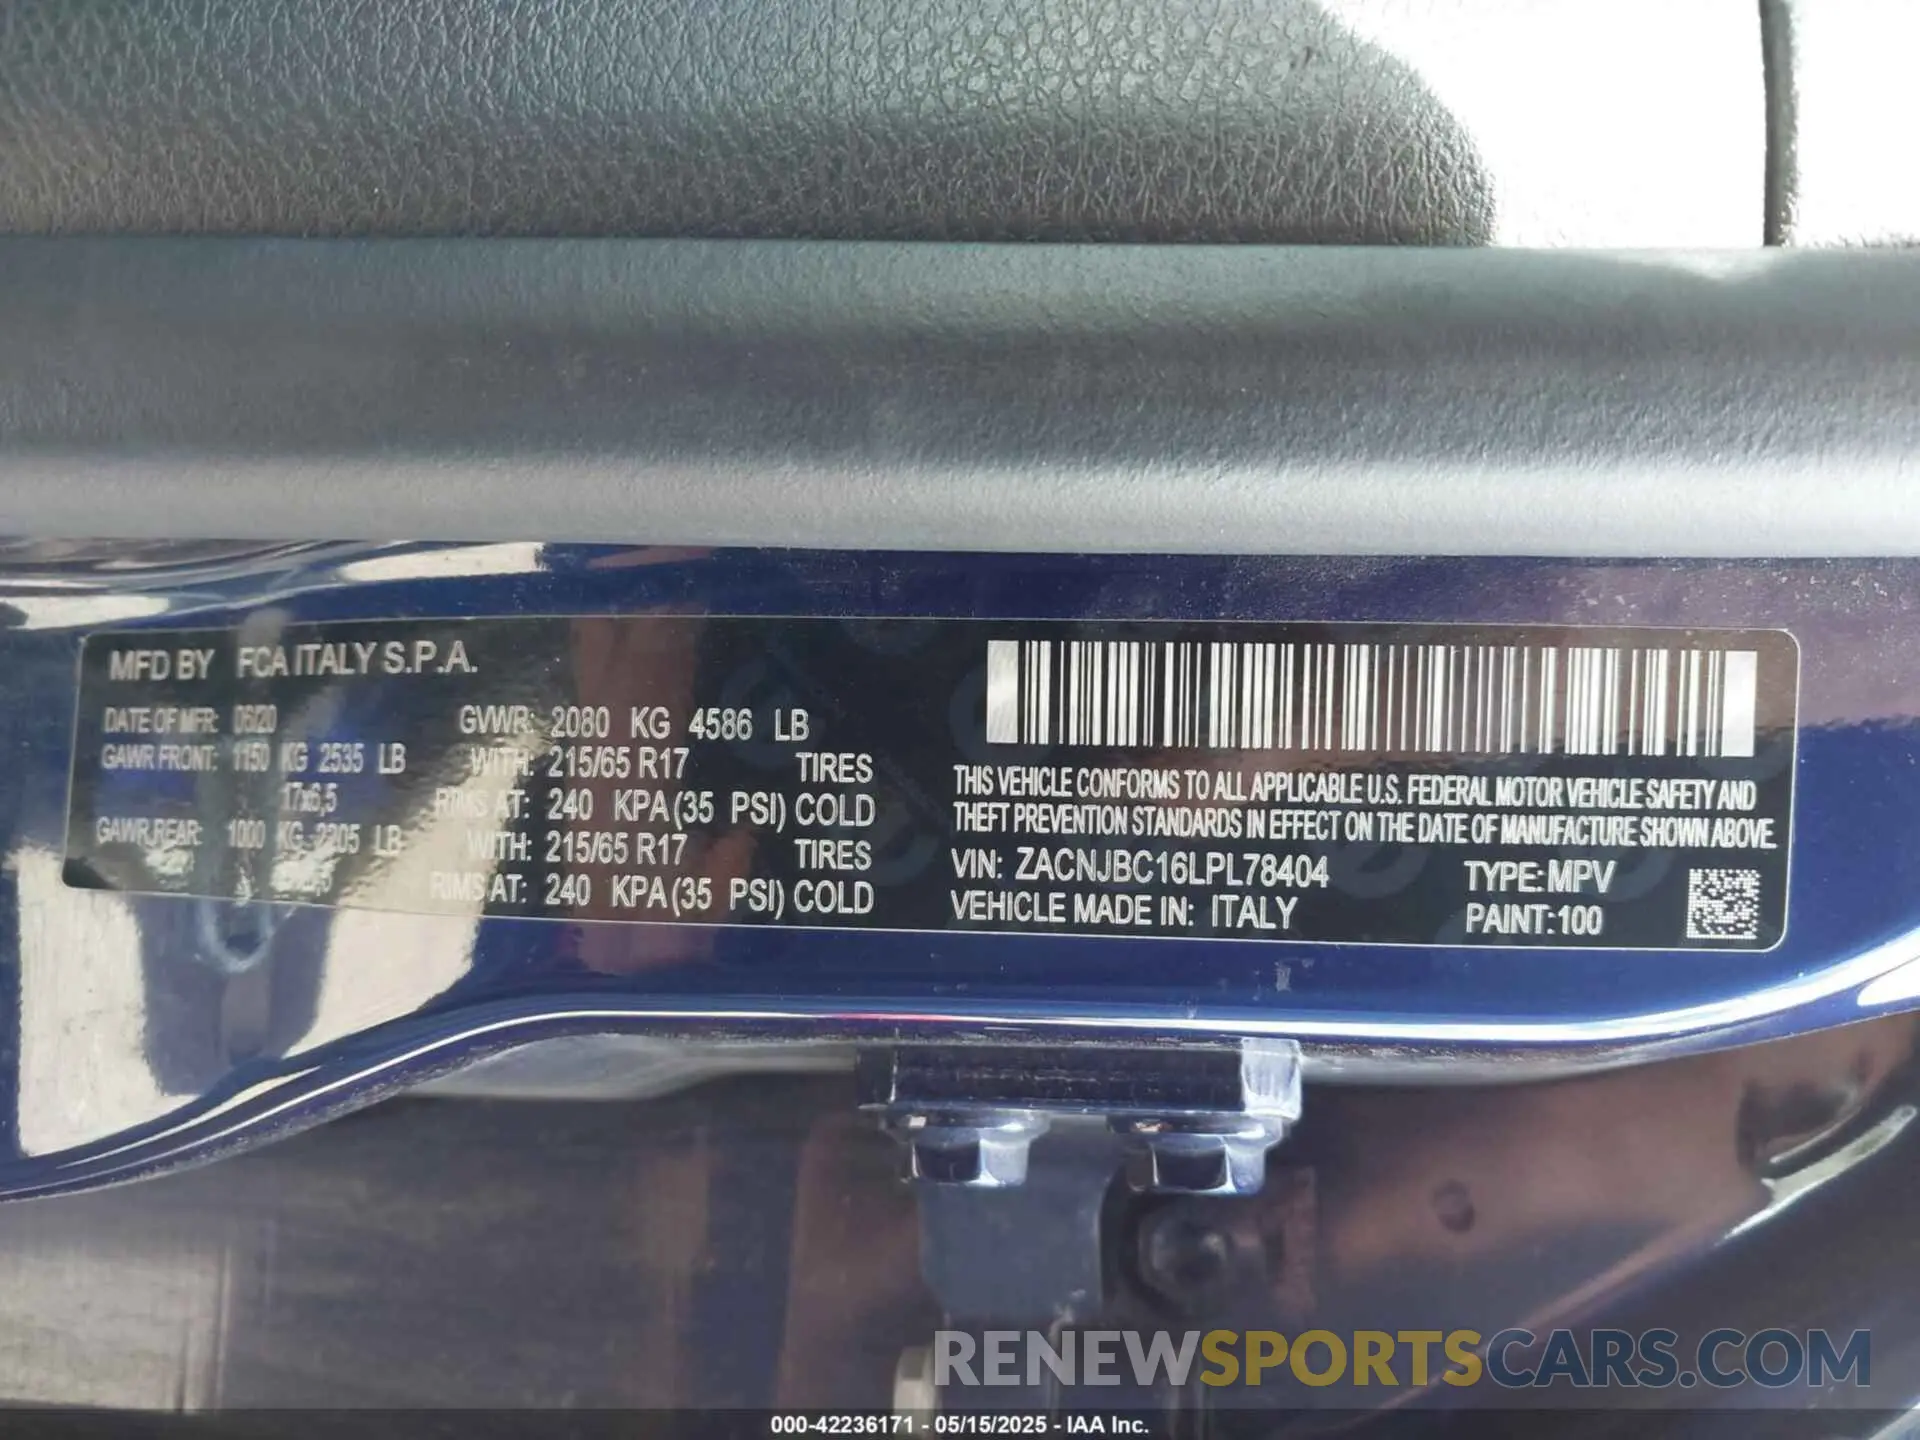 MFD BY FCA ITALY S.P.A.
DATE OF MFR: 06/20 GVWR: 2080 KG 4586 LB
GAWR FRONT: 1150 KG 2535 LB WITH: 215/65 R17 TIRES
17x6,5 RIMS AT: 240 KPA (35 PSI) COLD
GAWR REAR: 1000 KG 2205 LB WITH: 215/65 R17 TIRES
RIMS AT: 240 KPA (35 PSI) COLD
THIS VEHICLE CONFORMS TO ALL APPLICABLE U.S. FEDERAL MOTOR VEHICLE SAFETY AND
THEFT PREVENTION STANDARDS IN EFFECT ON THE DATE OF MANUFACTURE SHOWN ABOVE.
VIN: ZACNJBC16LPL78404 TYPE: MPV
VEHICLE MADE IN: ITALY PAINT: 100
RENEWSPORTSCARS.COM
000-42236171 - 05/15/2025 - IAA Inc.